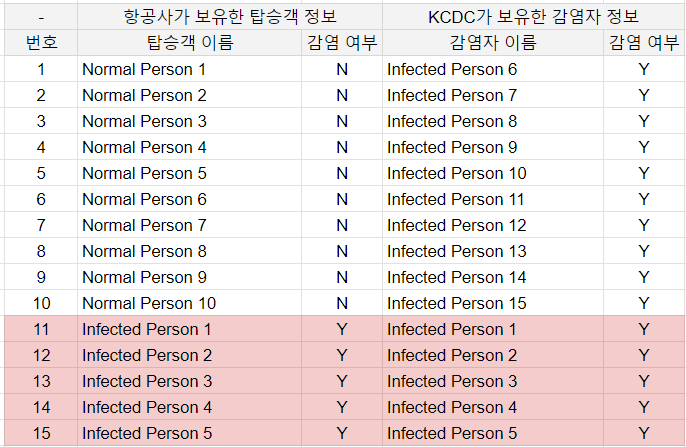 - 항공사가 보유한 탑승객 정보 KCDC가 보유한 감염자 정보
번호 탑승객 이름 감염 여부 감염자 이름 감염 여부
1 Normal Person 1 N Infected Person 6 Y
2 Normal Person 2 N Infected Person 7 Y
3 Normal Person 3 N Infected Person 8 Y
4 Normal Person 4 N Infected Person 9 Y
5 Normal Person 5 N Infected Person 10 Y
6 Normal Person 6 N Infected Person 11 Y
7 Normal Person 7 N Infected Person 12 Y
8 Normal Person 8 N Infected Person 13 Y
9 Normal Person 9 N Infected Person 14 Y
10 Normal Person 10 N Infected Person 15 Y
11 Infected Person 1 Y Infected Person 1 Y
12 Infected Person 2 Y Infected Person 2 Y
13 Infected Person 3 Y Infected Person 3 Y
14 Infected Person 4 Y Infected Person 4 Y
15 Infected Person 5 Y Infected Person 5 Y